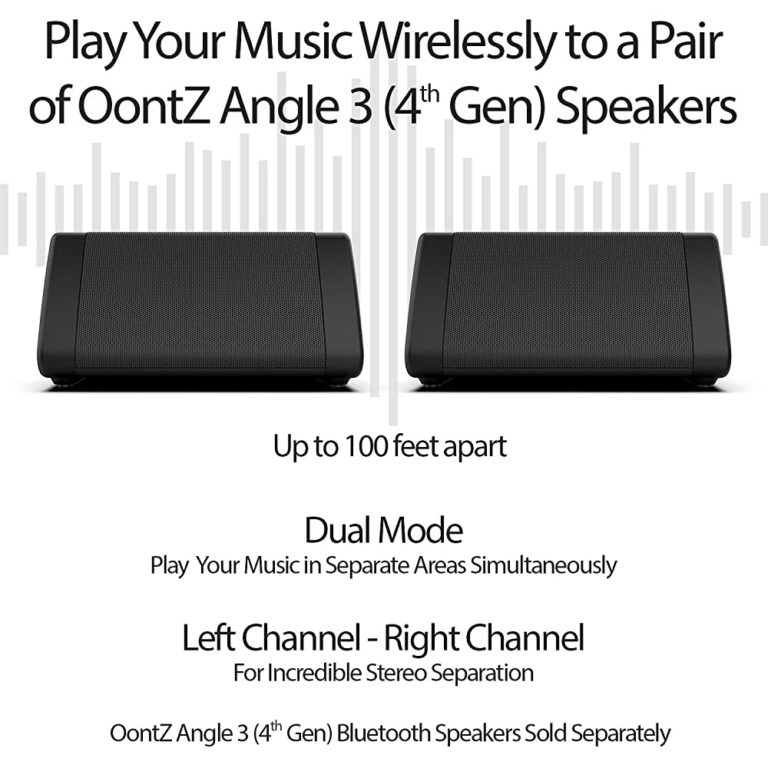 Play Your Music Wirelessly to a Pair
of OontZ Angle 3 (4th Gen) Speakers
Up to 100 feet apart
Dual Mode
Play Your Music in Separate Areas Simultaneously
Left Channel - Right Channel
For Incredible Stereo Separation
OontZ Angle 3 (4th Gen) Bluetooth Speakers Sold Separately